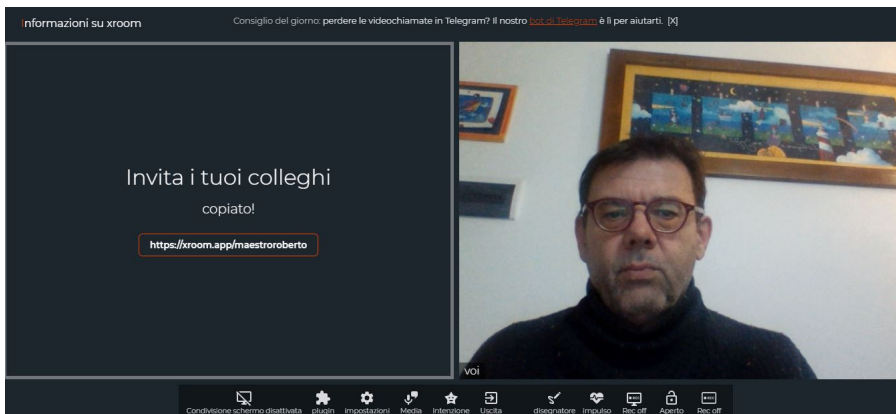 Informazioni su xroom
Consiglio del giorno: perdere le videochiamate in Telegram? Il nostro bot di Telegram è lì per aiutarti. [X]
Invita i tuoi colleghi
copiato!
https://xroom.app/maestroroberto
voi
Condivisione schermo disattivata plugin impostazioni Media Intenzione Uscita disegnatore impulso Rec off Aperto Rec off